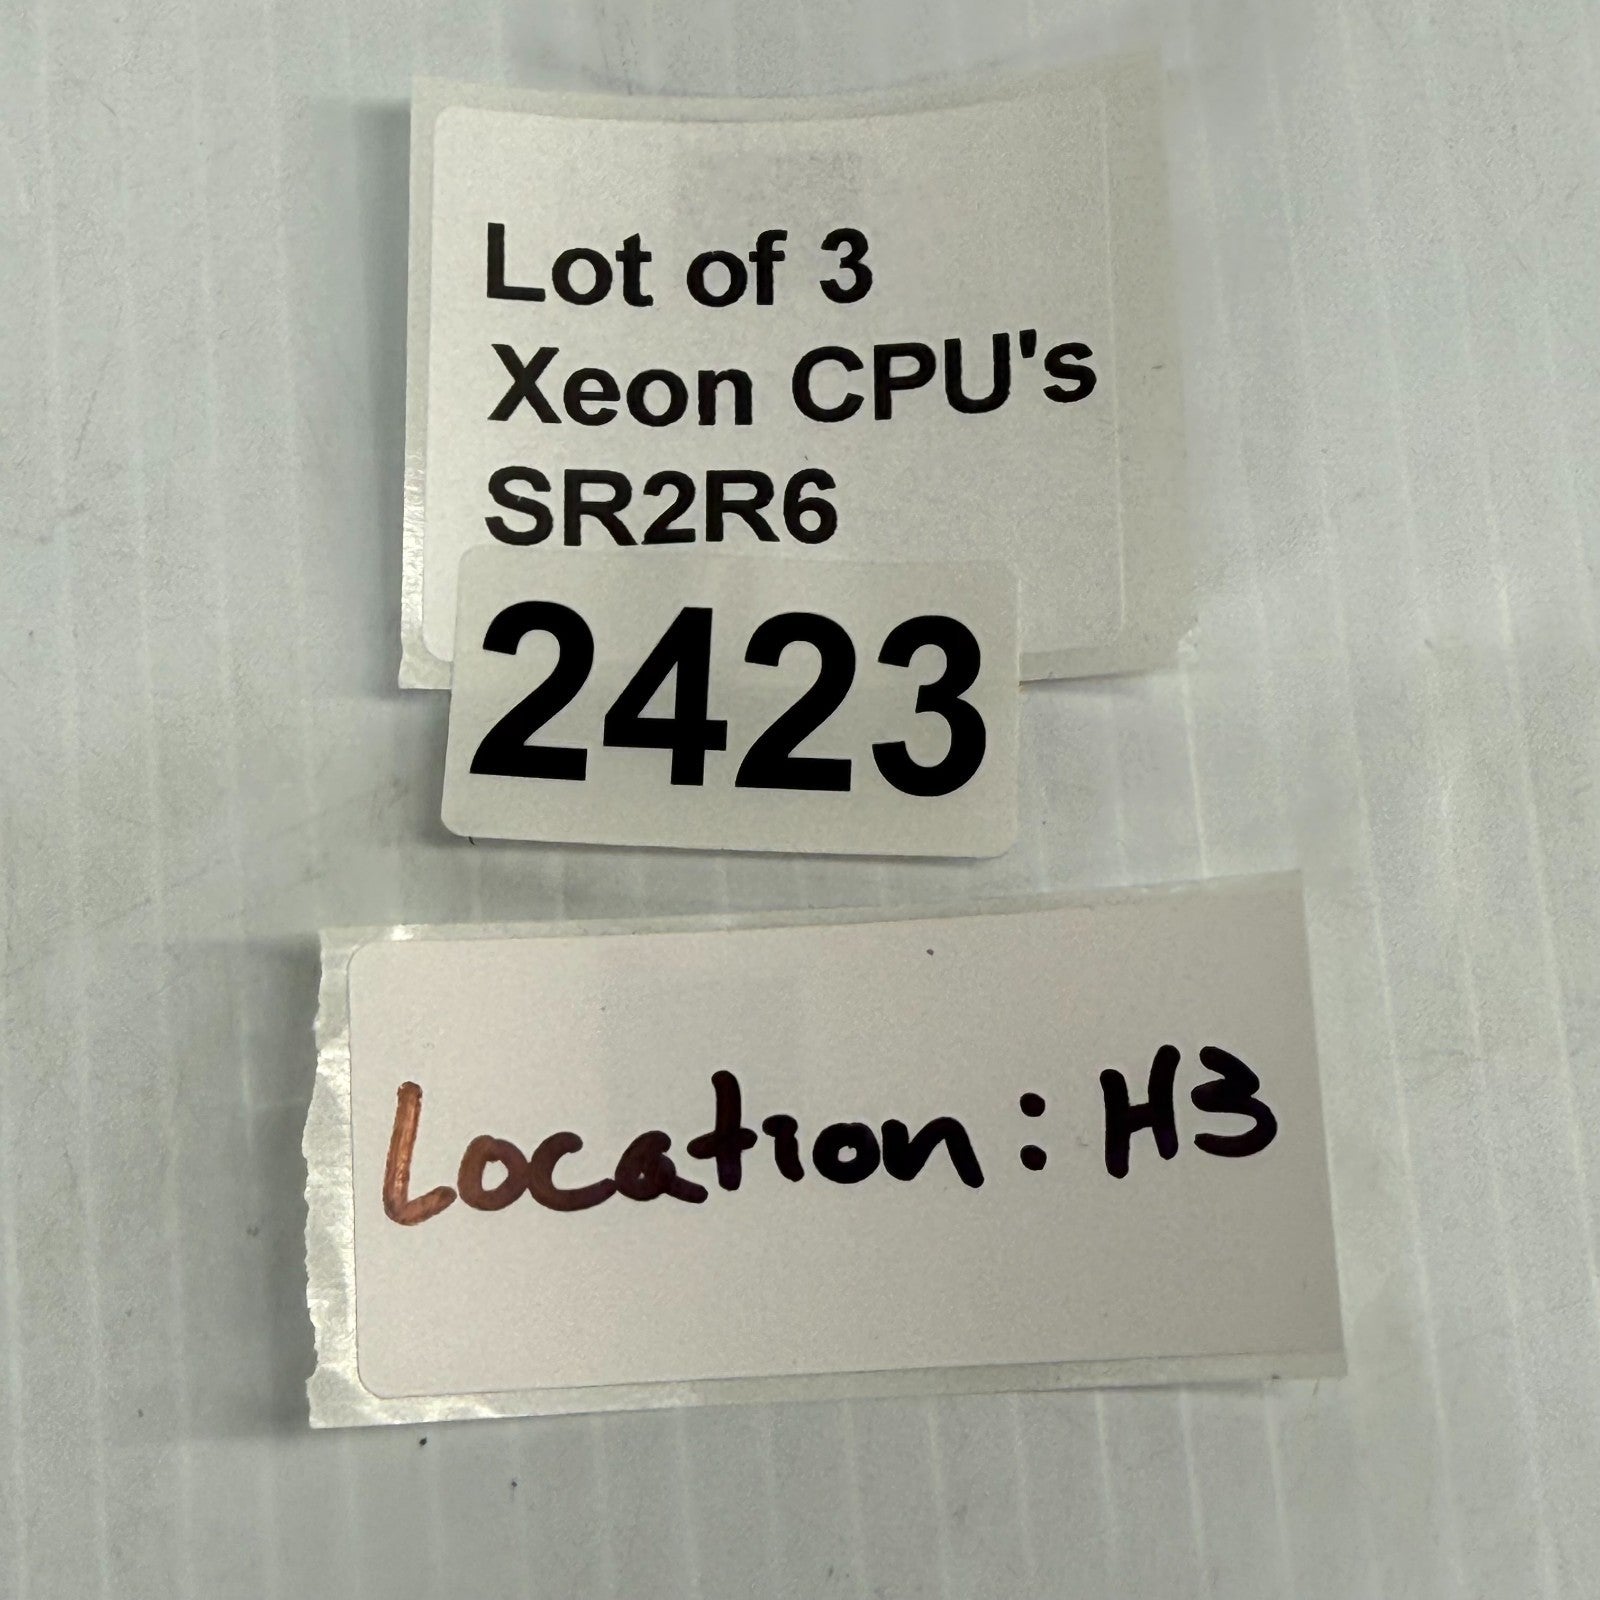 Lot of 3
Xeon CPU's
SR2R6
2423
Location: H3